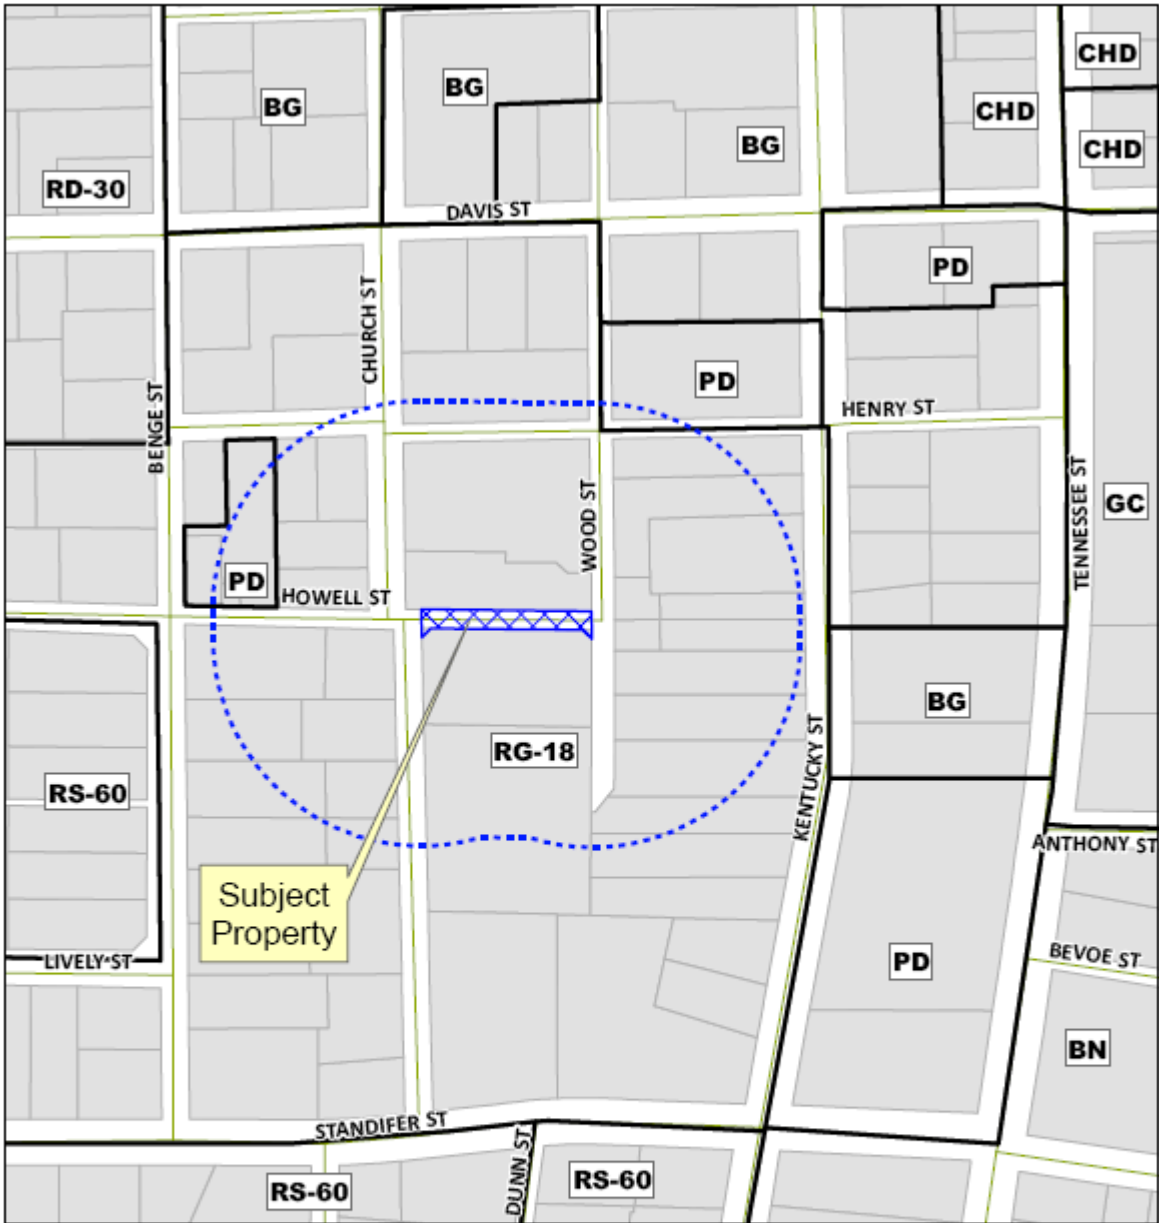 CHD
BG
BG
CHD
BG
CHD
RD-30
DAVIS ST
PD
CHURCH ST
PD
BENGE ST
HENRY ST
WOOD ST
TENNESSEE ST
GC
PD
HOWELL ST
BG
RG-18
KENTUCKY ST
RS-60
ANTHONY ST
Subject
Property
LIVELY ST
PD
BEVOE ST
BN
STANDIFER ST
DUNN ST
RS-60
RS-60